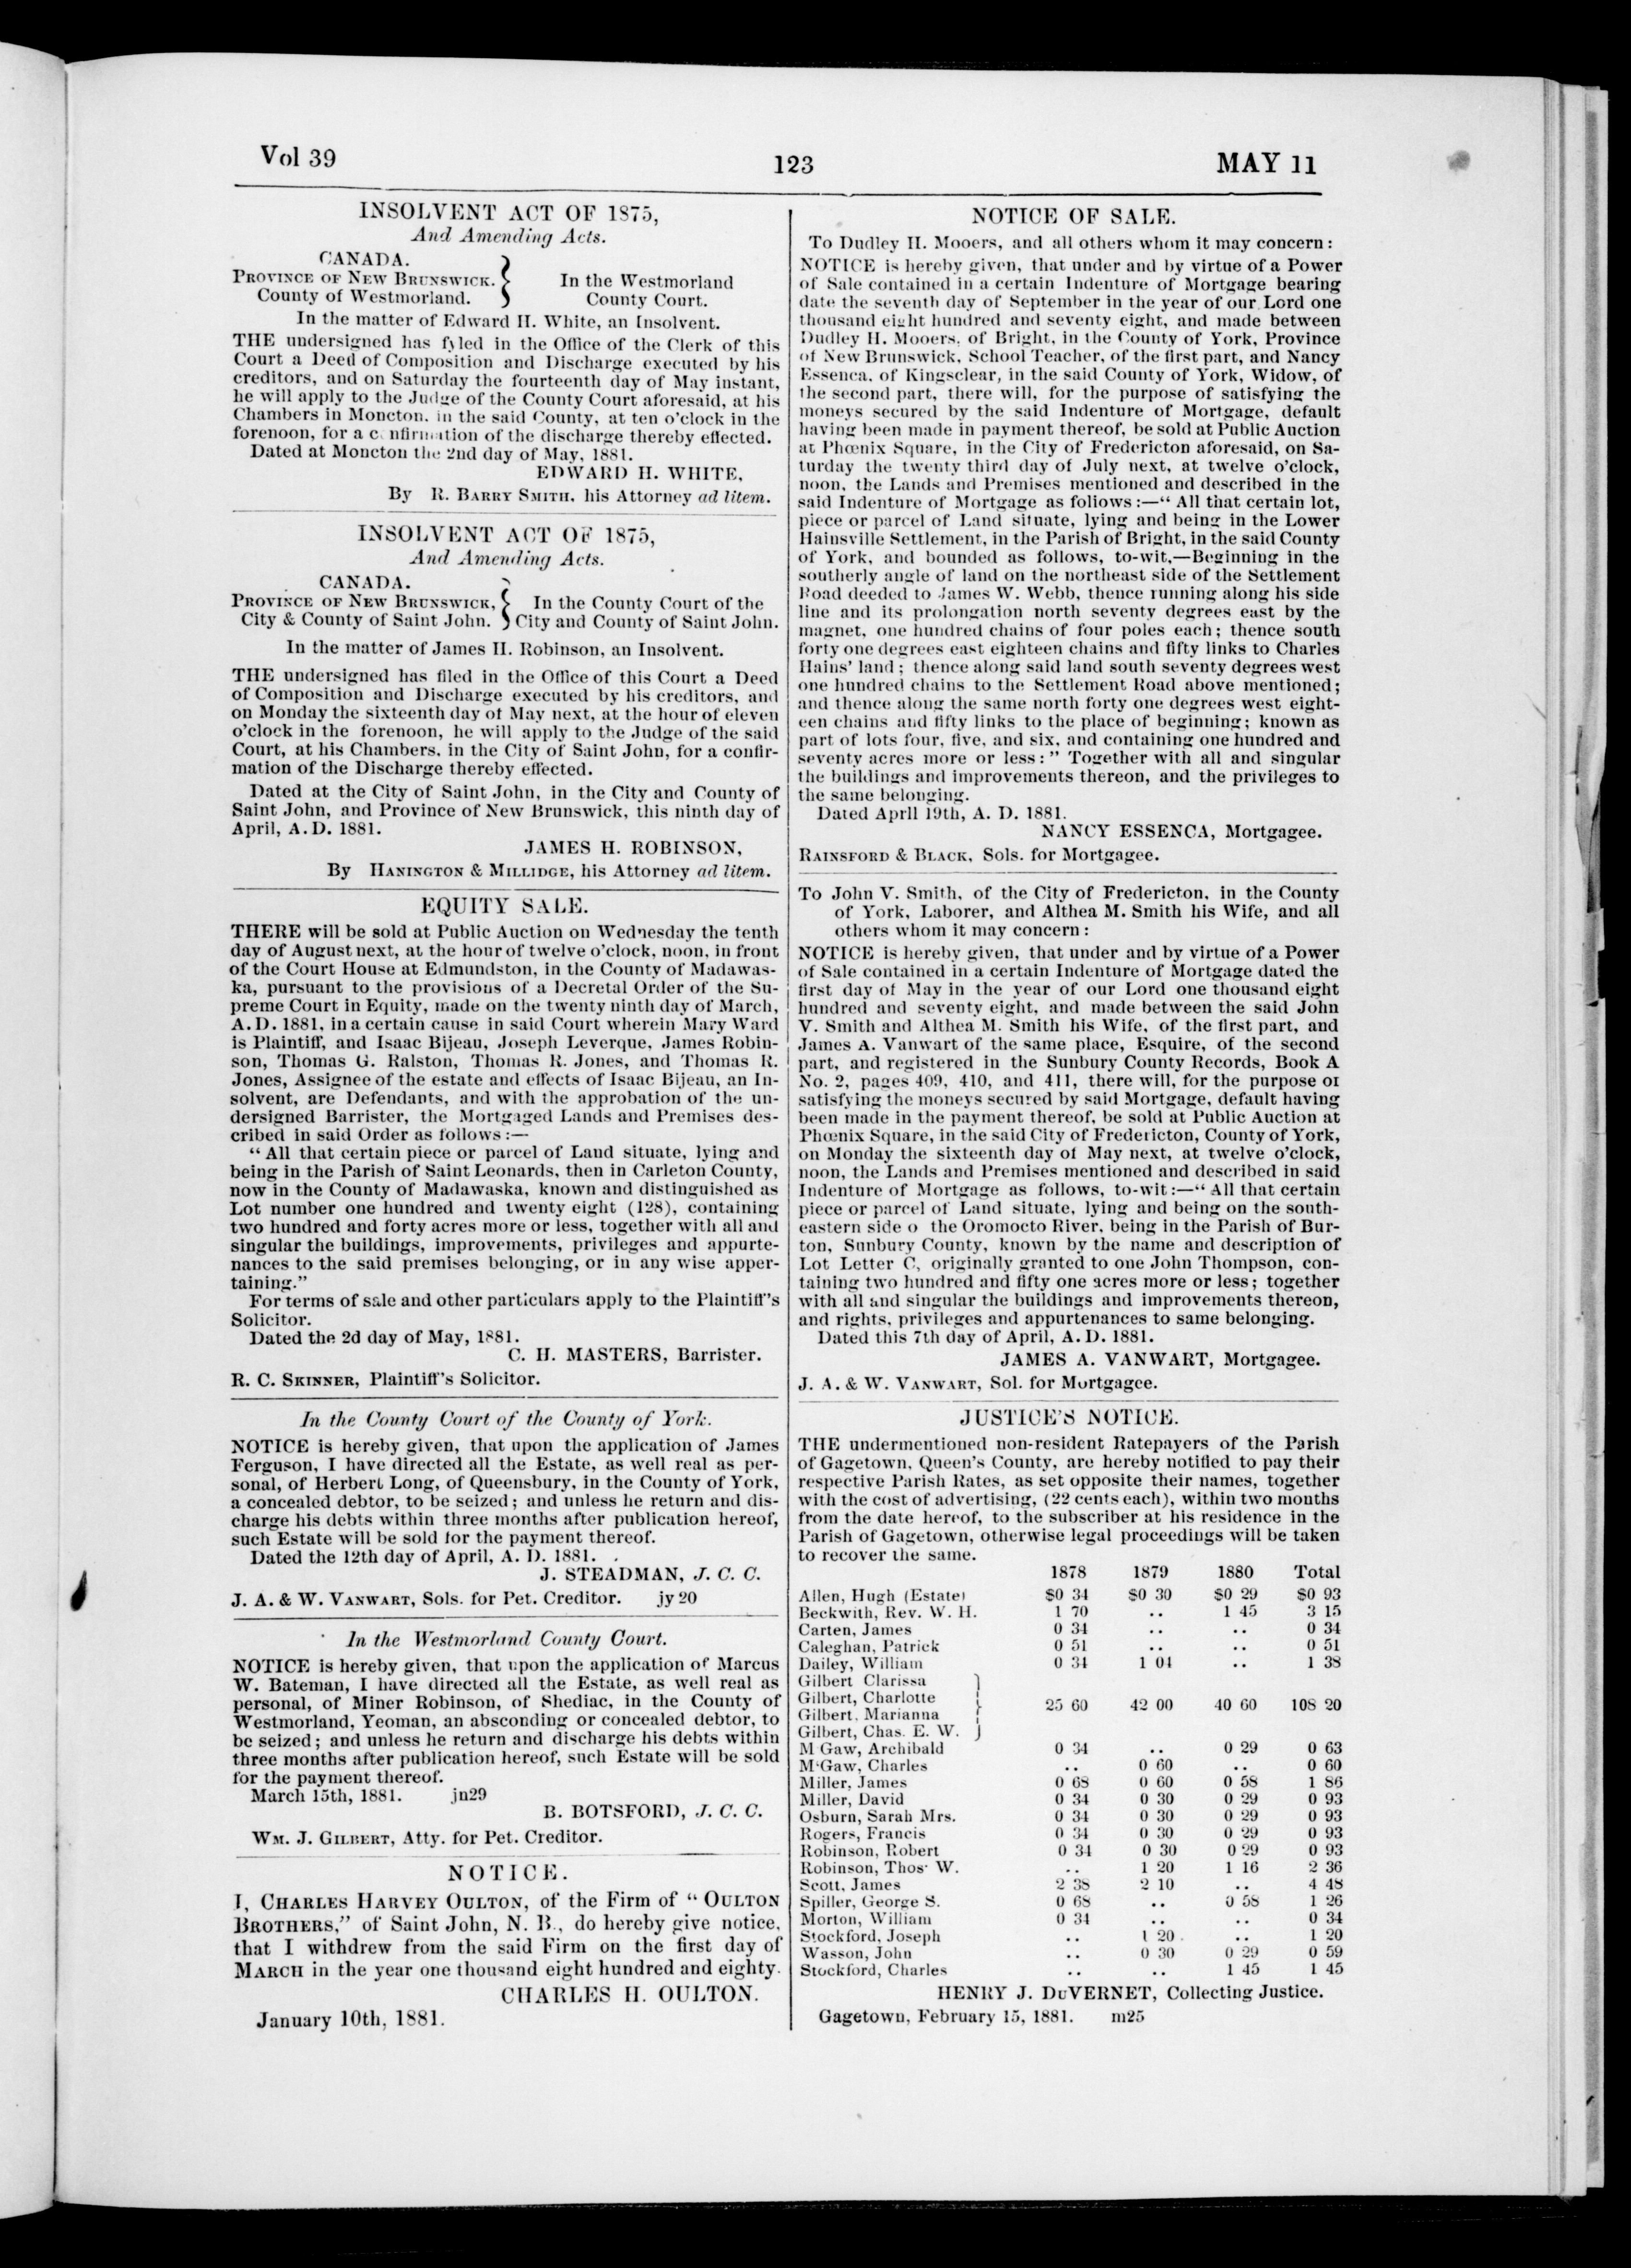 Vol 39
123
MAY 11
INSOLVENT ACT OF 1875,
And Amending Acts.
CANADA.
PROVINCE OF NEW BRUNSWICK.
County of Westmorland.
In the Westmorland
County Court.
In the matter of Edward H. White, an Insolvent.
THE undersigned has fyled in the Office of the Clerk of this
Court a Deed of Composition and Discharge executed by his
creditors, and on Saturday the fourteenth day of May instant,
he will apply to the Judge of the County Court aforesaid, at his
Chambers in Moncton, in the said County, at ten o'clock in the
forenoon, for a confirmation of the discharge thereby effected.
Dated at Moncton the 2nd day of May, 1881.
EDWARD H. WHITE,
By R. BARRY SMITH, his Attorney ad litem.
INSOLVENT ACT OF 1875,
And Amending Acts.
CANADA.
PROVINCE OF NEW BRUNSWICK,
City & County of Saint John.
In the County Court of the
City and County of Saint John.
In the matter of James H. Robinson, an Insolvent.
THE undersigned has filed in the Office of this Court a Deed
of Composition and Discharge executed by his creditors, and
on Monday the sixteenth day of May next, at the hour of eleven
o'clock in the forenoon, he will apply to the Judge of the said
Court, at his Chambers, in the City of Saint John, for a confir-
mation of the Discharge thereby effected.
Dated at the City of Saint John, in the City and County of
Saint John, and Province of New Brunswick, this ninth day of
April, A.D. 1881.
JAMES H. ROBINSON,
By HANINGTON & MILLIDGE, his Attorney ad litem.
EQUITY SALE.
THERE will be sold at Public Auction on Wednesday the tenth
day of August next, at the hour of twelve o'clock, noon, in front
of the Court House at Edmundston, in the County of Madawas-
ka, pursuant to the provisions of a Decretal Order of the Su-
preme Court in Equity, made on the twenty ninth day of March,
A.D. 1881, in a certain cause in said Court wherein Mary Ward
is Plaintiff, and Isaac Bijeau, Joseph Leverque, James Robin-
son, Thomas G. Ralston, Thomas R. Jones, and Thomas R.
Jones, Assignee of the estate and effects of Isaac Bijeau, an In-
solvent, are Defendants, and with the approbation of the un-
dersigned Barrister, the Mortgaged Lands and Premises des-
cribed in said Order as follows:—
"All that certain piece or parcel of Land situate, lying and
being in the Parish of Saint Leonards, then in Carleton County,
now in the County of Madawaska, known and distinguished as
Lot number one hundred and twenty eight (128), containing
two hundred and forty acres more or less, together with all and
singular the buildings, improvements, privileges and appurte-
nances to the said premises belonging, or in any wise apper-
taining."
For terms of sale and other particulars apply to the Plaintiff's
Solicitor.
Dated the 2d day of May, 1881.
C. H. MASTERS, Barrister.
R. C. SKINNER, Plaintiff's Solicitor.
In the County Court of the County of York.
NOTICE is hereby given, that upon the application of James
Ferguson, I have directed all the Estate, as well real as per-
sonal, of Herbert Long, of Queensbury, in the County of York,
a concealed debtor, to be seized; and unless he return and dis-
charge his debts within three months after publication hereof,
such Estate will be sold for the payment thereof.
Dated the 12th day of April, A. D. 1881.
J. STEADMAN, J. C. C.
J. A. & W. VANWART, Sols. for Pet. Creditor. jy 20
In the Westmorland County Court.
NOTICE is hereby given, that upon the application of Marcus
W. Bateman, I have directed all the Estate, as well real as
personal, of Miner Robinson, of Shediac, in the County of
Westmorland, Yeoman, an absconding or concealed debtor, to
be seized; and unless he return and discharge his debts within
three months after publication hereof, such Estate will be sold
for the payment thereof.
March 15th, 1881. jn29
B. BOTSFORD, J. C. C.
WM. J. GILBERT, Atty. for Pet. Creditor.
NOTICE.
I, CHARLES HARVEY OULTON, of the Firm of "OULTON
BROTHERS," of Saint John, N. B., do hereby give notice,
that I withdrew from the said Firm on the first day of
MARCH in the year one thousand eight hundred and eighty.
CHARLES H. OULTON.
January 10th, 1881.
NOTICE OF SALE.
To Dudley H. Mooers, and all others whom it may concern:
NOTICE is hereby given, that under and by virtue of a Power
of Sale contained in a certain Indenture of Mortgage bearing
date the seventh day of September in the year of our Lord one
thousand eight hundred and seventy eight, and made between
Dudley H. Mooers, of Bright, in the County of York, Province
of New Brunswick, School Teacher, of the first part, and Nancy
Essenca, of Kingsclear, in the said County of York, Widow, of
the second part, there will, for the purpose of satisfying the
moneys secured by the said Indenture of Mortgage, default
having been made in payment thereof, be sold at Public Auction
at Phœnix Square, in the City of Fredericton aforesaid, on Sa-
turday the twenty third day of July next, at twelve o'clock,
noon, the Lands and Premises mentioned and described in the
said Indenture of Mortgage as follows:—"All that certain lot,
piece or parcel of Land situate, lying and being in the Lower
Hainsville Settlement, in the Parish of Bright, in the said County
of York, and bounded as follows, to-wit,—Beginning in the
southerly angle of land on the northeast side of the Settlement
Road deeded to James W. Webb, thence running along his side
line and its prolongation north seventy degrees east by the
magnet, one hundred chains of four poles each; thence south
forty one degrees east eighteen chains and fifty links to Charles
Hains' land; thence along said land south seventy degrees west
one hundred chains to the Settlement Road above mentioned;
and thence along the same north forty one degrees west eight-
een chains and fifty links to the place of beginning; known as
part of lots four, five, and six, and containing one hundred and
seventy acres more or less:" Together with all and singular
the buildings and improvements thereon, and the privileges to
the same belonging.
Dated April 19th, A. D. 1881.
NANCY ESSENCA, Mortgagee.
RAINSFORD & BLACK, Sols. for Mortgagee.
To John V. Smith, of the City of Fredericton, in the County
of York, Laborer, and Althea M. Smith his Wife, and all
others whom it may concern:
NOTICE is hereby given, that under and by virtue of a Power
of Sale contained in a certain Indenture of Mortgage dated the
first day of May in the year of our Lord one thousand eight
hundred and seventy eight, and made between the said John
V. Smith and Althea M. Smith his Wife, of the first part, and
James A. Vanwart of the same place, Esquire, of the second
part, and registered in the Sunbury County Records, Book A
No. 2, pages 409, 410, and 411, there will, for the purpose of
satisfying the moneys secured by said Mortgage, default having
been made in the payment thereof, be sold at Public Auction at
Phœnix Square, in the said City of Fredericton, County of York,
on Monday the sixteenth day of May next, at twelve o'clock,
noon, the Lands and Premises mentioned and described in said
Indenture of Mortgage as follows, to-wit:—"All that certain
piece or parcel of Land situate, lying and being on the south-
eastern side o the Oromocto River, being in the Parish of Bur-
ton, Sunbury County, known by the name and description of
Lot Letter C, originally granted to one John Thompson, con-
taining two hundred and fifty one acres more or less; together
with all and singular the buildings and improvements thereon,
and rights, privileges and appurtenances to same belonging.
Dated this 7th day of April, A.D. 1881.
JAMES A. VANWART, Mortgagee.
J. A. & W. VANWART, Sol. for Mortgagee.
JUSTICE'S NOTICE.
THE undermentioned non-resident Ratepayers of the Parish
of Gagetown, Queen's County, are hereby notified to pay their
respective Parish Rates, as set opposite their names, together
with the cost of advertising, (22 cents each), within two months
from the date hereof, to the subscriber at his residence in the
Parish of Gagetown, otherwise legal proceedings will be taken
to recover the same.
1878 1879 1880 Total
Allen, Hugh (Estate) $0 34 $0 30 $0 29 $0 93
Beckwith, Rev. W. H. 1 70 .. 1 45 3 15
Carten, James 0 34 .. .. 0 34
Caleghan, Patrick 0 51 .. .. 0 51
Dailey, William 0 34 1 04 .. 1 38
Gilbert Clarissa
Gilbert, Charlotte
Gilbert, Marianna
Gilbert, Chas. E. W.
25 60 42 00 40 60 108 20
M'Gaw, Archibald 0 34 .. 0 29 0 63
M'Gaw, Charles .. 0 60 .. 0 60
Miller, James 0 68 0 60 0 58 1 86
Miller, David 0 34 0 30 0 29 0 93
Osburn, Sarah Mrs. 0 34 0 30 0 29 0 93
Rogers, Francis 0 34 0 30 0 29 0 93
Robinson, Robert 0 34 0 30 0 29 0 93
Robinson, Thos. W. .. 1 20 1 16 2 36
Scott, James 2 38 2 10 .. 4 48
Spiller, George S. 0 68 .. 0 58 1 26
Morton, William 0 34 .. .. 0 34
Stockford, Joseph .. 1 20 .. 1 20
Wasson, John .. 0 30 0 29 0 59
Stockford, Charles .. .. 1 45 1 45
HENRY J. DUVERNET, Collecting Justice.
Gagetown, February 15, 1881. m25